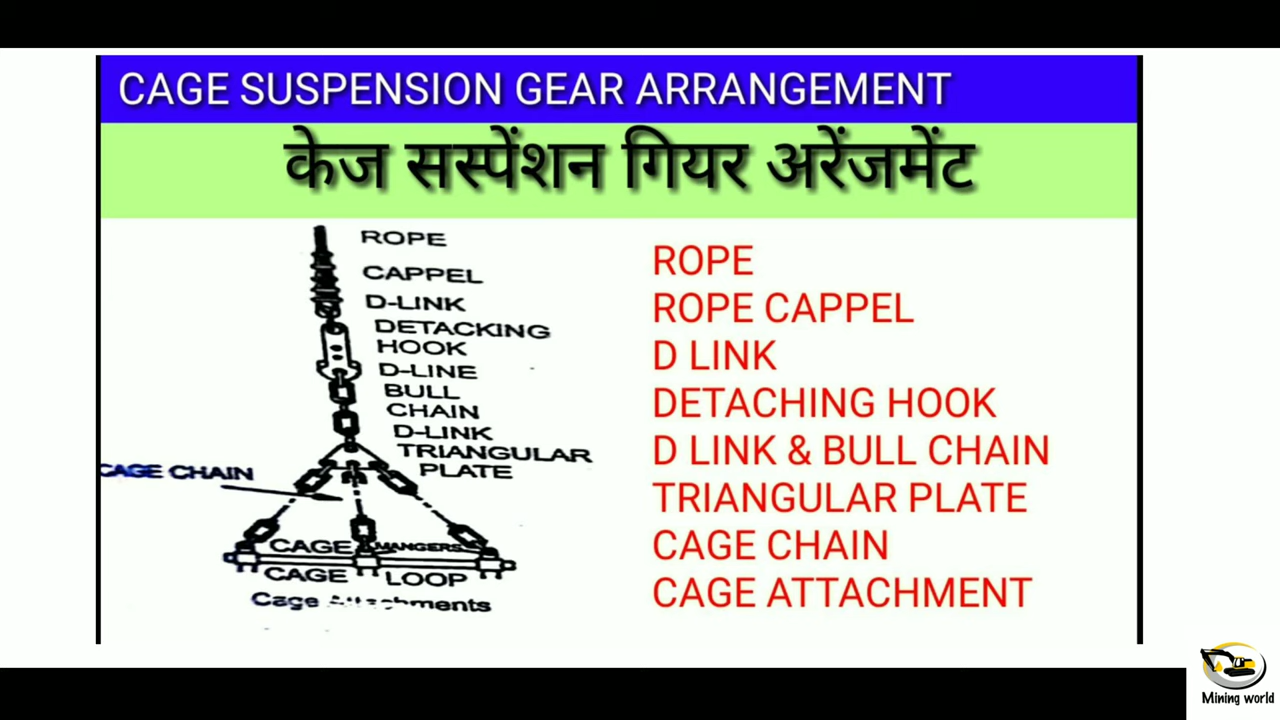 CAGE SUSPENSION GEAR ARRANGEMENT
केज सस्पेंशन गियर अरेंजमेंट
ROPE
CAPPEL
D-LINK
DETACKING
HOOK
D-LINE
BULL
CHAIN
D-LINK
TRIANGULAR
PLATE
CAGE CHAIN
CAGE
CAGE LOOP
Cage Attachments
ROPE
ROPE CAPPEL
D LINK
DETACHING HOOK
D LINK & BULL CHAIN
TRIANGULAR PLATE
CAGE CHAIN
CAGE ATTACHMENT
Mining world